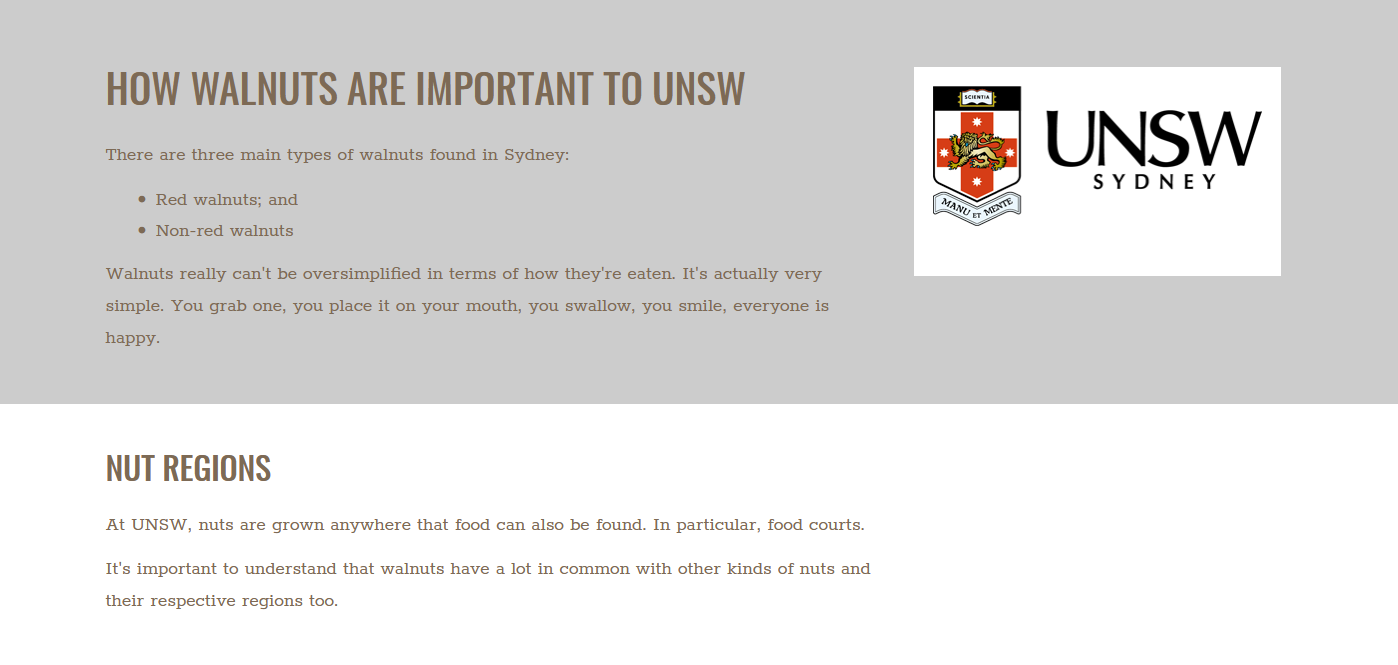 HOW WALNUTS ARE IMPORTANT TO UNSW
There are three main types of walnuts found in Sydney:
Red walnuts; and
Non-red walnuts
Walnuts really can't be oversimplified in terms of how they're eaten. It's actually very
simple. You grab one, you place it on your mouth, you swallow, you smile, everyone is
happy.
SCIENTIA
MANU ET MENTE
UNSW
SYDNEY
NUT REGIONS
At UNSW, nuts are grown anywhere that food can also be found. In particular, food courts.
It's important to understand that walnuts have a lot in common with other kinds of nuts and
their respective regions too.